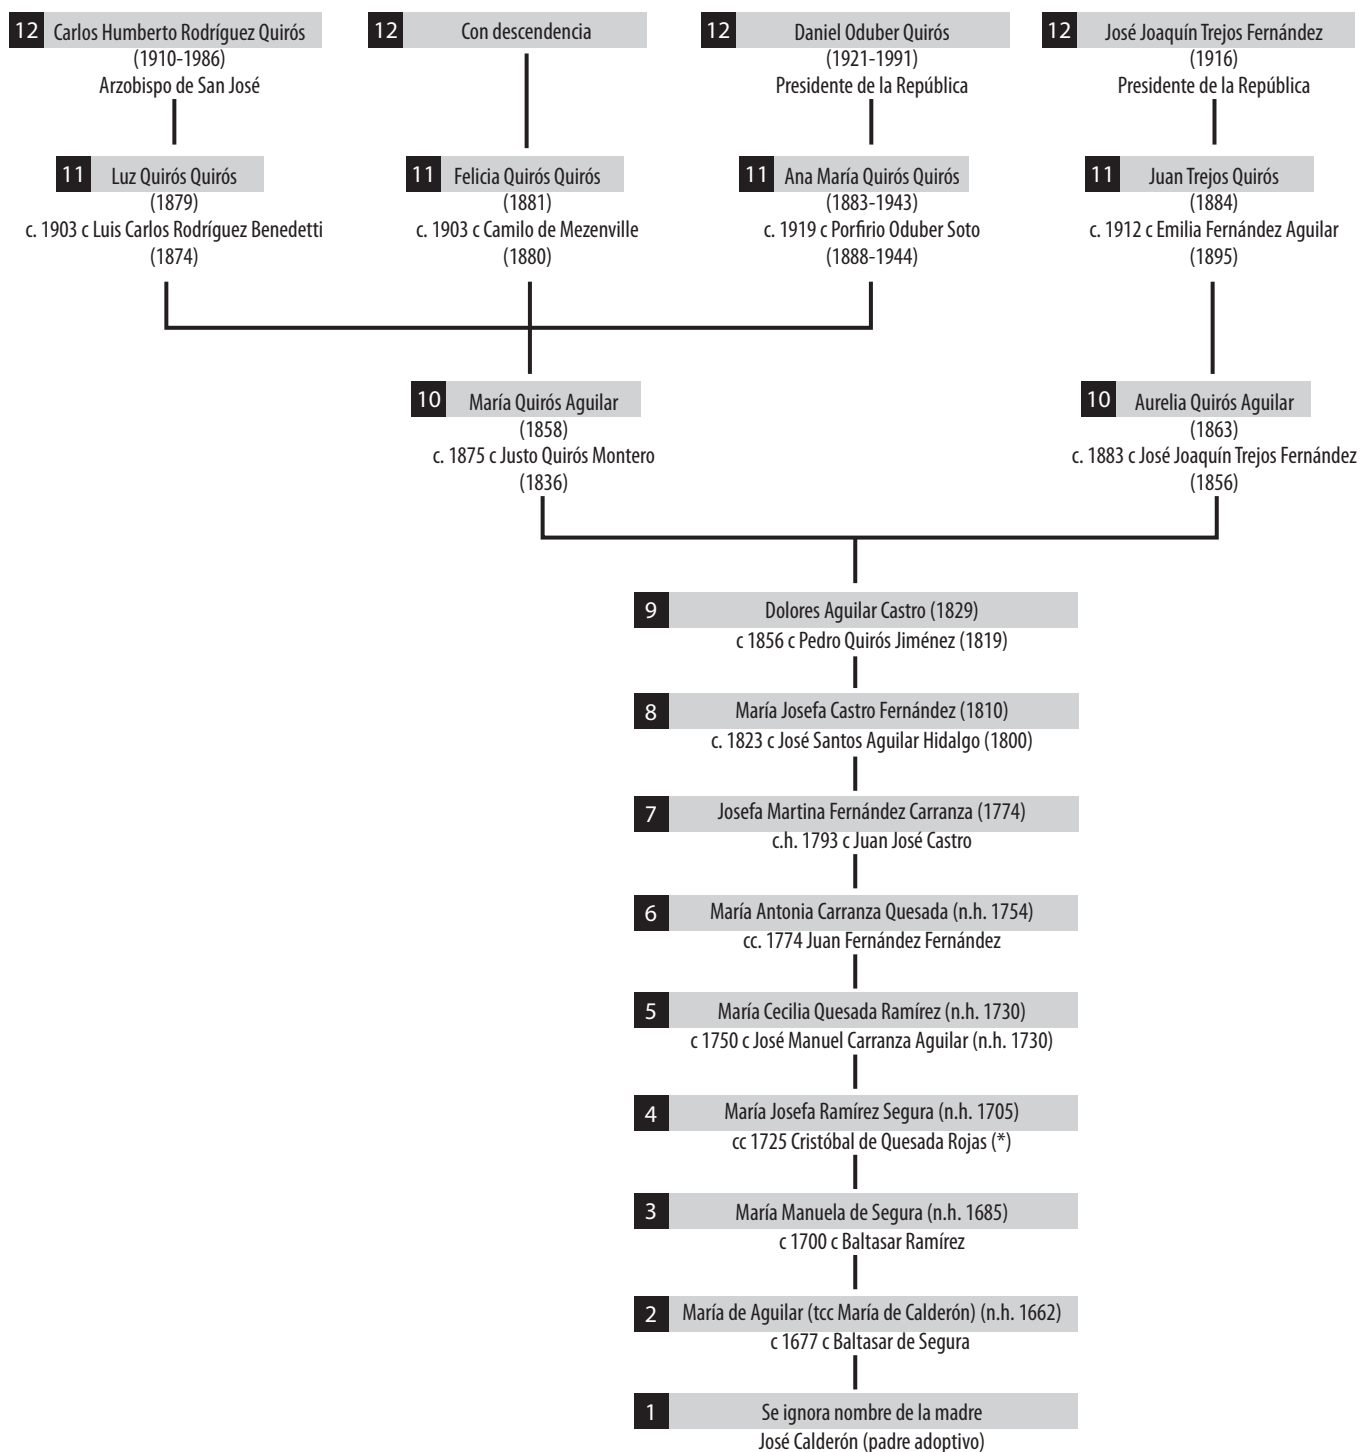 12 Carlos Humberto Rodríguez Quirós
(1910-1986)
Arzobispo de San José
12 Con descendencia
12 Daniel Oduber Quirós
(1921-1991)
Presidente de la República
12 José Joaquín Trejos Fernández
(1916)
Presidente de la República
11 Luz Quirós Quirós
(1879)
c. 1903 c Luis Carlos Rodríguez Benedetti
(1874)
11 Felicia Quirós Quirós
(1881)
c. 1903 c Camilo de Mezenville
(1880)
11 Ana María Quirós Quirós
(1883-1943)
c. 1919 c Porfirio Oduber Soto
(1888-1944)
11 Juan Trejos Quirós
(1884)
c. 1912 c Emilia Fernández Aguilar
(1895)
10 María Quirós Aguilar
(1858)
c. 1875 c Justo Quirós Montero
(1836)
10 Aurelia Quirós Aguilar
(1863)
c. 1883 c José Joaquín Trejos Fernández
(1856)
9 Dolores Aguilar Castro (1829)
c 1856 c Pedro Quirós Jiménez (1819)
8 María Josefa Castro Fernández (1810)
c. 1823 c José Santos Aguilar Hidalgo (1800)
7 Josefa Martina Fernández Carranza (1774)
c.h. 1793 c Juan José Castro
6 María Antonia Carranza Quesada (n.h. 1754)
cc. 1774 Juan Fernández Fernández
5 María Cecilia Quesada Ramírez (n.h. 1730)
c 1750 c José Manuel Carranza Aguilar (n.h. 1730)
4 María Josefa Ramírez Segura (n.h. 1705)
cc 1725 Cristóbal de Quesada Rojas (*)
3 María Manuela de Segura (n.h. 1685)
c 1700 c Baltasar Ramírez
2 María de Aguilar (tcc María de Calderón) (n.h. 1662)
c 1677 c Baltasar de Segura
1 Se ignora nombre de la madre
José Calderón (padre adoptivo)